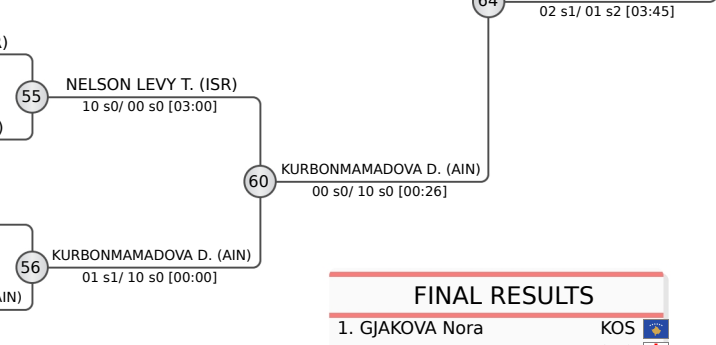 64
02 s1/ 01 s2 [03:45]
)
55
NELSON LEVY T. (ISR)
10 s0/ 00 s0 [03:00]
)
60
KURBONMAMADOVA D. (AIN)
00 s0/ 10 s0 [00:26]
56
KURBONMAMADOVA D. (AIN)
01 s1/ 10 s0 [00:00]
AIN)
FINAL RESULTS
1. GJAKOVA Nora KOS